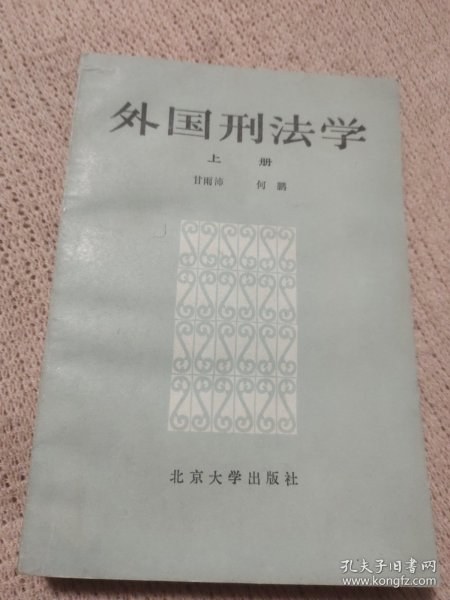 外国刑法学
上 册
甘雨沛 何鹏
北京大学出版社
孔夫子旧书网
www.kongfz.com